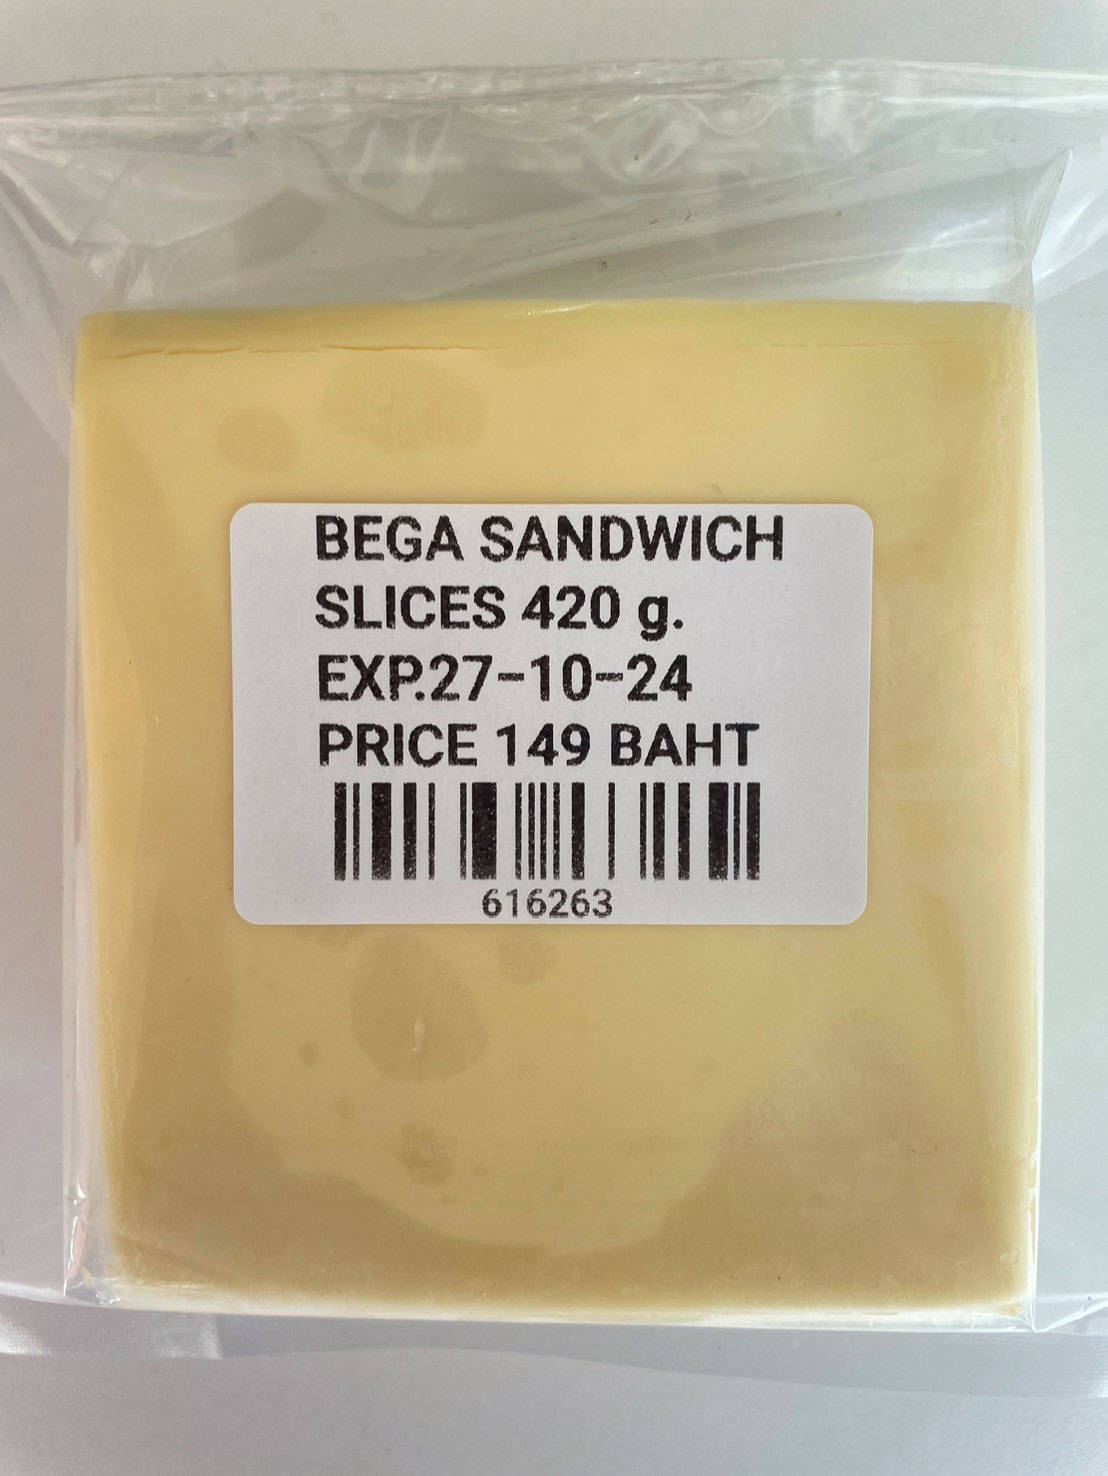 BEGA SANDWICH
SLICES 420 g.
EXP.27-10-24
PRICE 149 BAHT
616263